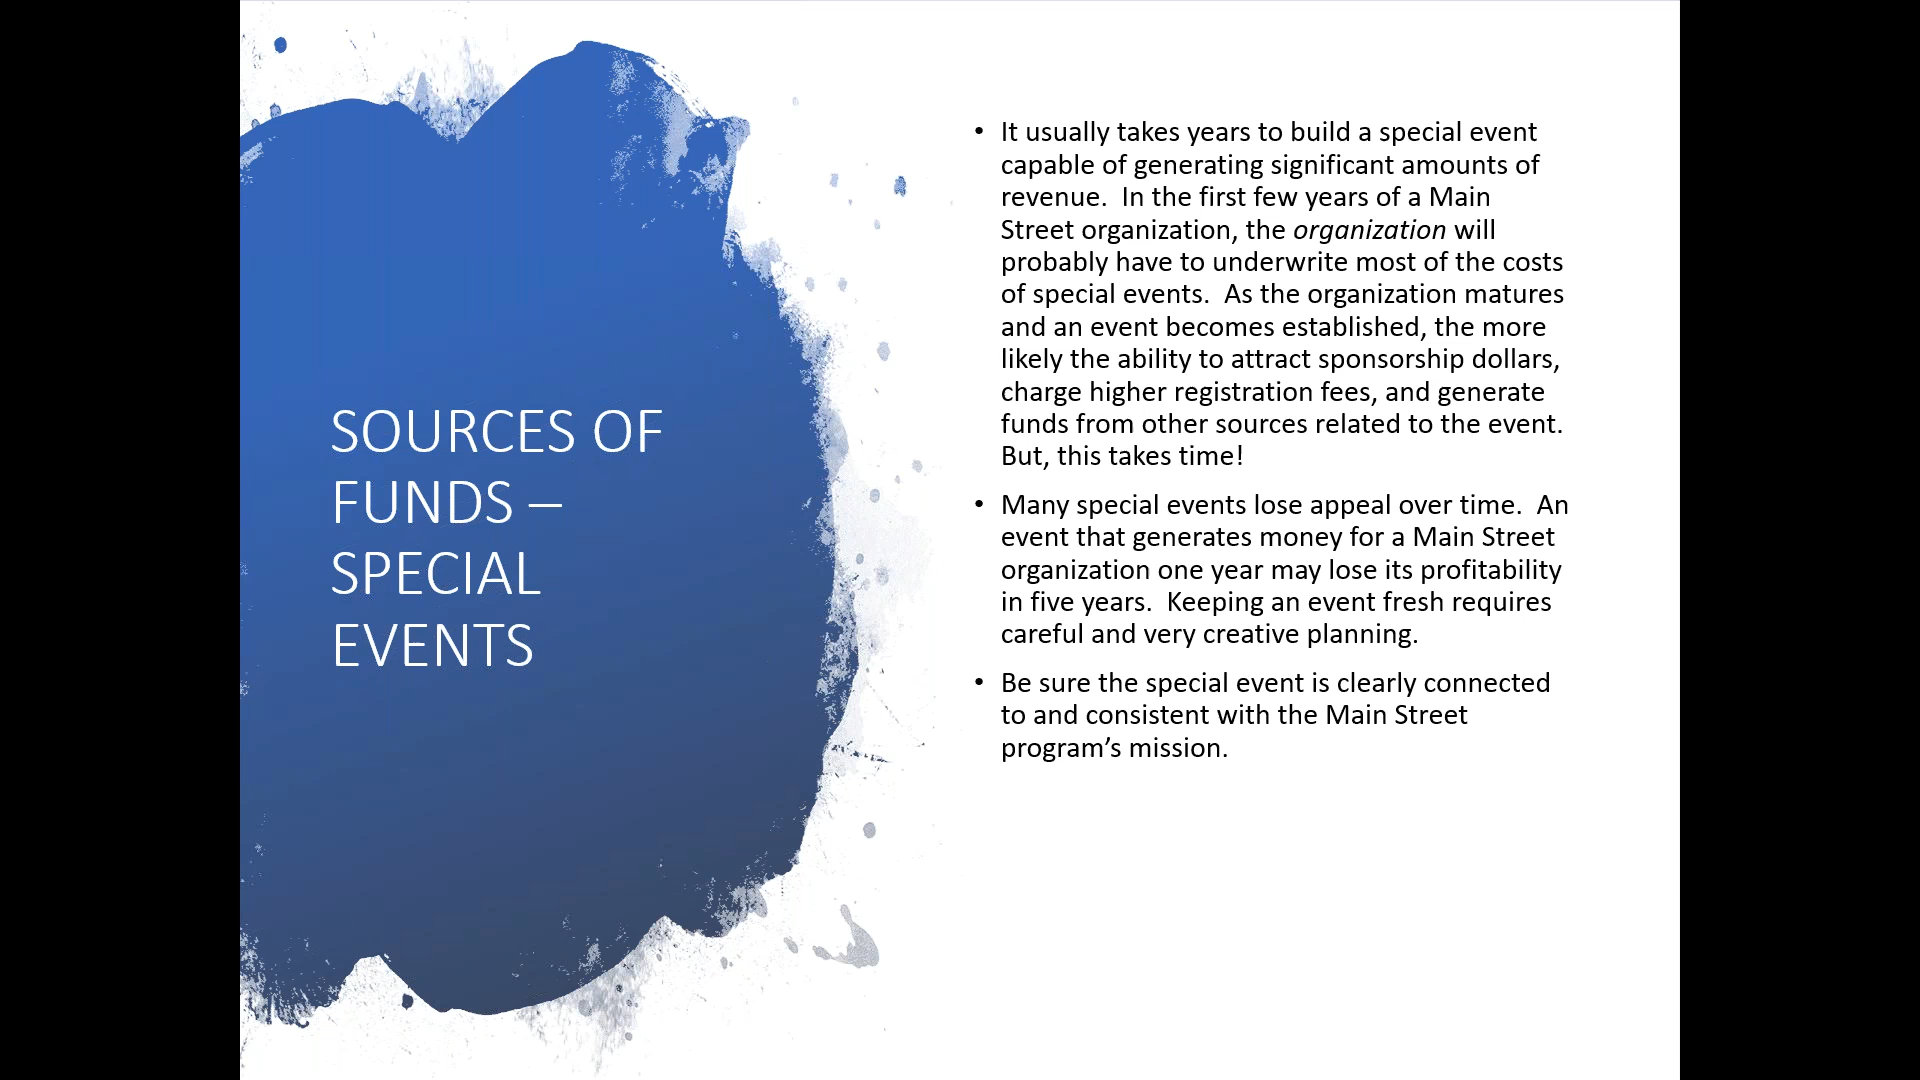 SOURCES OF
FUNDS –
SPECIAL
EVENTS
• It usually takes years to build a special event
capable of generating significant amounts of
revenue.  In the first few years of a Main
Street organization, the organization will
probably have to underwrite most of the costs
of special events.  As the organization matures
and an event becomes established, the more
likely the ability to attract sponsorship dollars,
charge higher registration fees, and generate
funds from other sources related to the event.
But, this takes time!
• Many special events lose appeal over time.  An
event that generates money for a Main Street
organization one year may lose its profitability
in five years.  Keeping an event fresh requires
careful and very creative planning.
• Be sure the special event is clearly connected
to and consistent with the Main Street
program’s mission.